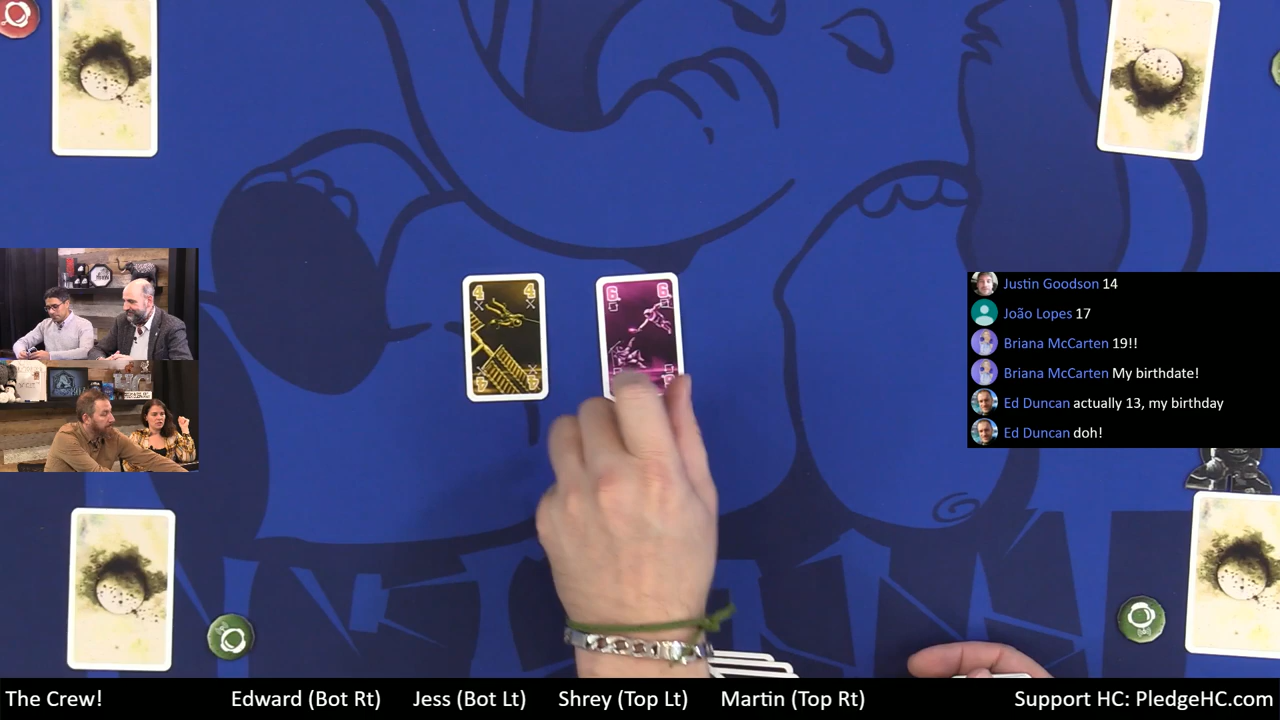 4 4
6 6
4 4
Justin Goodson 14
João Lopes 17
Briana McCarten 19!!
Briana McCarten My birthdate!
Ed Duncan actually 13, my birthday
Ed Duncan doh!
The Crew! Edward (Bot Rt) Jess (Bot Lt) Shrey (Top Lt) Martin (Top Rt) Support HC: PledgeHC.com